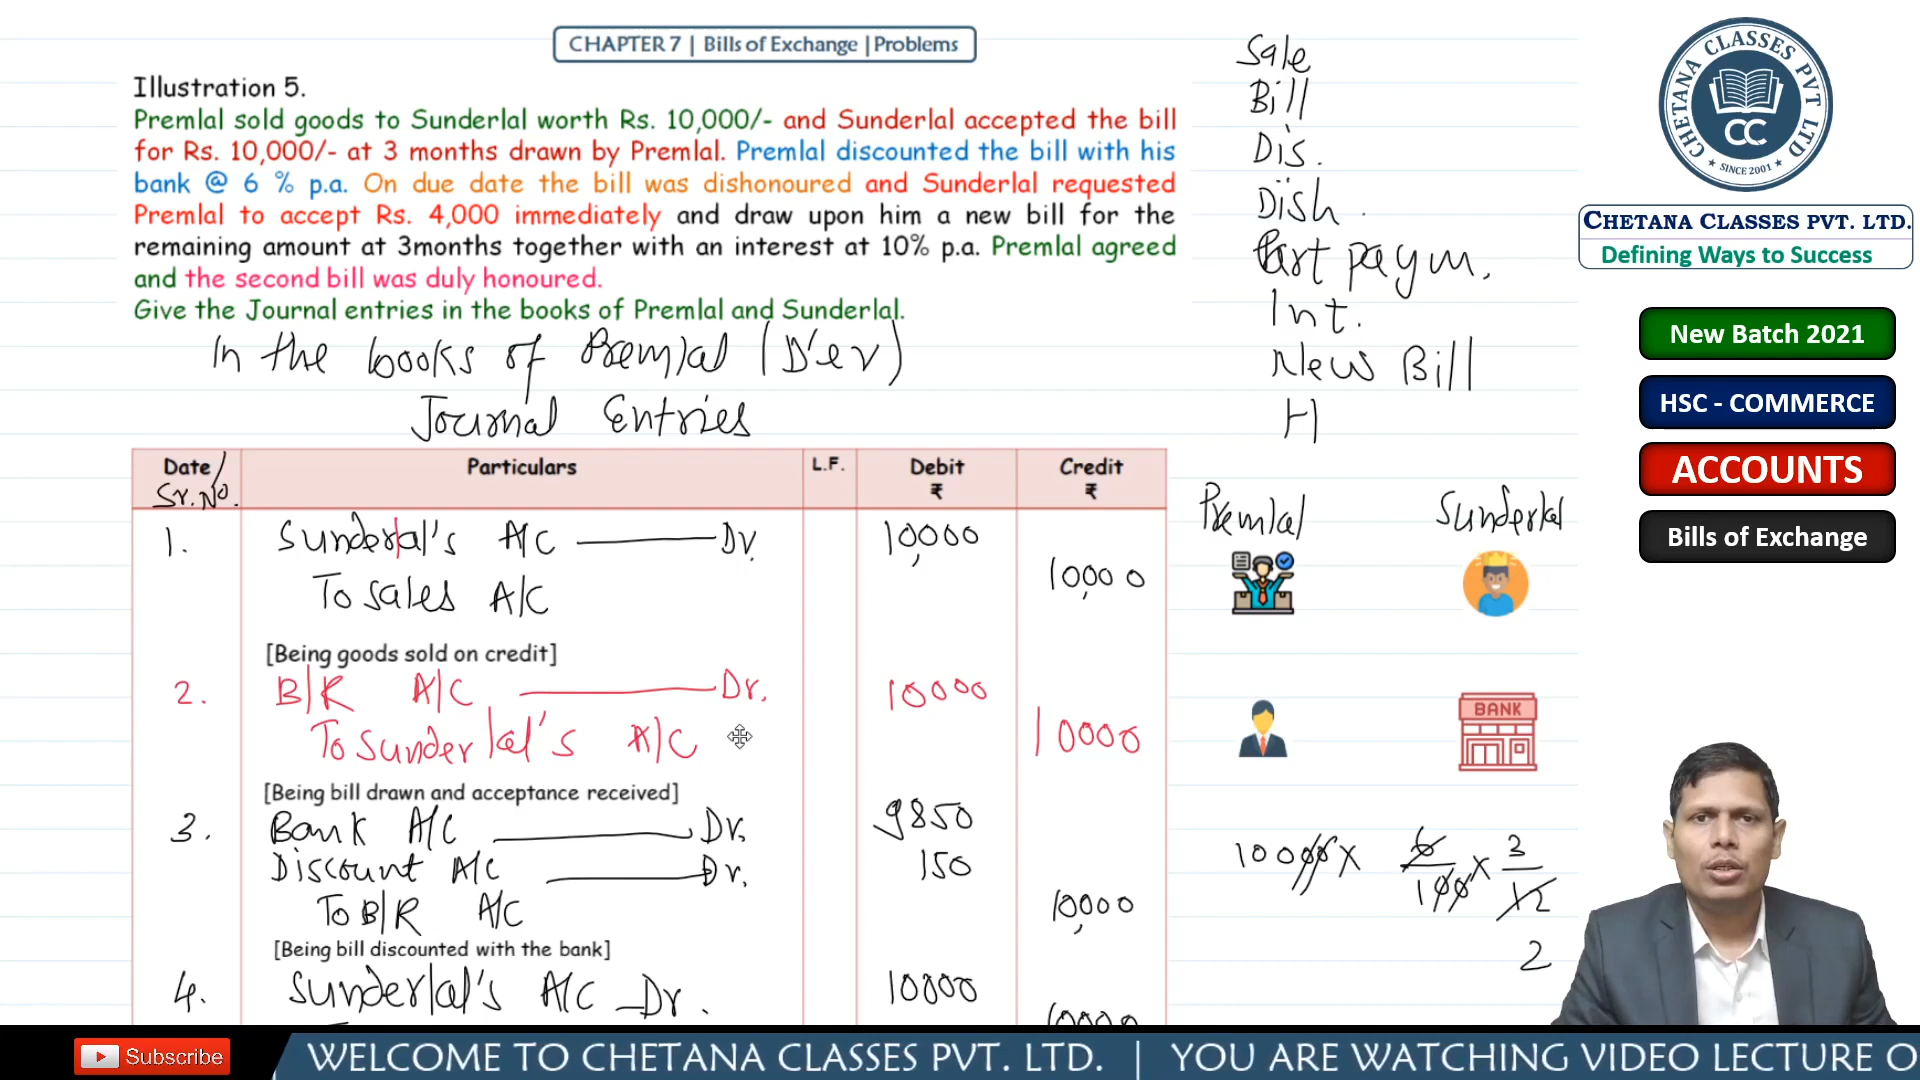 CHAPTER 7 | Bills of Exchange | Problems
Illustration 5.
Premlal sold goods to Sunderlal worth Rs. 10,000/- and Sunderlal accepted the bill
for Rs. 10,000/- at 3 months drawn by Premlal. Premlal discounted the bill with his
bank @ 6 % p.a. On due date the bill was dishonoured and Sunderlal requested
Premlal to accept Rs. 4,000 immediately and draw upon him a new bill for the
remaining amount at 3months together with an interest at 10% p.a. Premlal agreed
and the second bill was duly honoured.
Give the Journal entries in the books of Premlal and Sunderlal.
In the books of Premlal (D'er)
Journal Entries
Date/ Particulars L.F. Debit Credit
Sr. No. ₹ ₹
1. Sunderlal's A/C Dr. 10,000
To Sales A/C 10,000
[Being goods sold on credit]
2. B/R A/C Dr. 10000
To Sunderlal's A/C 10000
[Being bill drawn and acceptance received]
3. Bank A/C Dr. 9850
Discount A/C Dr. 150
To B/R A/C 10,000
[Being bill discounted with the bank]
4. Sunderlal's A/C Dr. 10000
10000
Sale
Bill
Dis.
Dish.
Part paym.
Int.
New Bill
H
Premlal Sunderlal
BANK
10000 x 6/100 x 3/12
2
CHETANA CLASSES PVT LTD
CC
SINCE 2001
CHETANA CLASSES PVT. LTD.
Defining Ways to Success
New Batch 2021
HSC - COMMERCE
ACCOUNTS
Bills of Exchange
Subscribe
WELCOME TO CHETANA CLASSES PVT. LTD. | YOU ARE WATCHING VIDEO LECTURE O